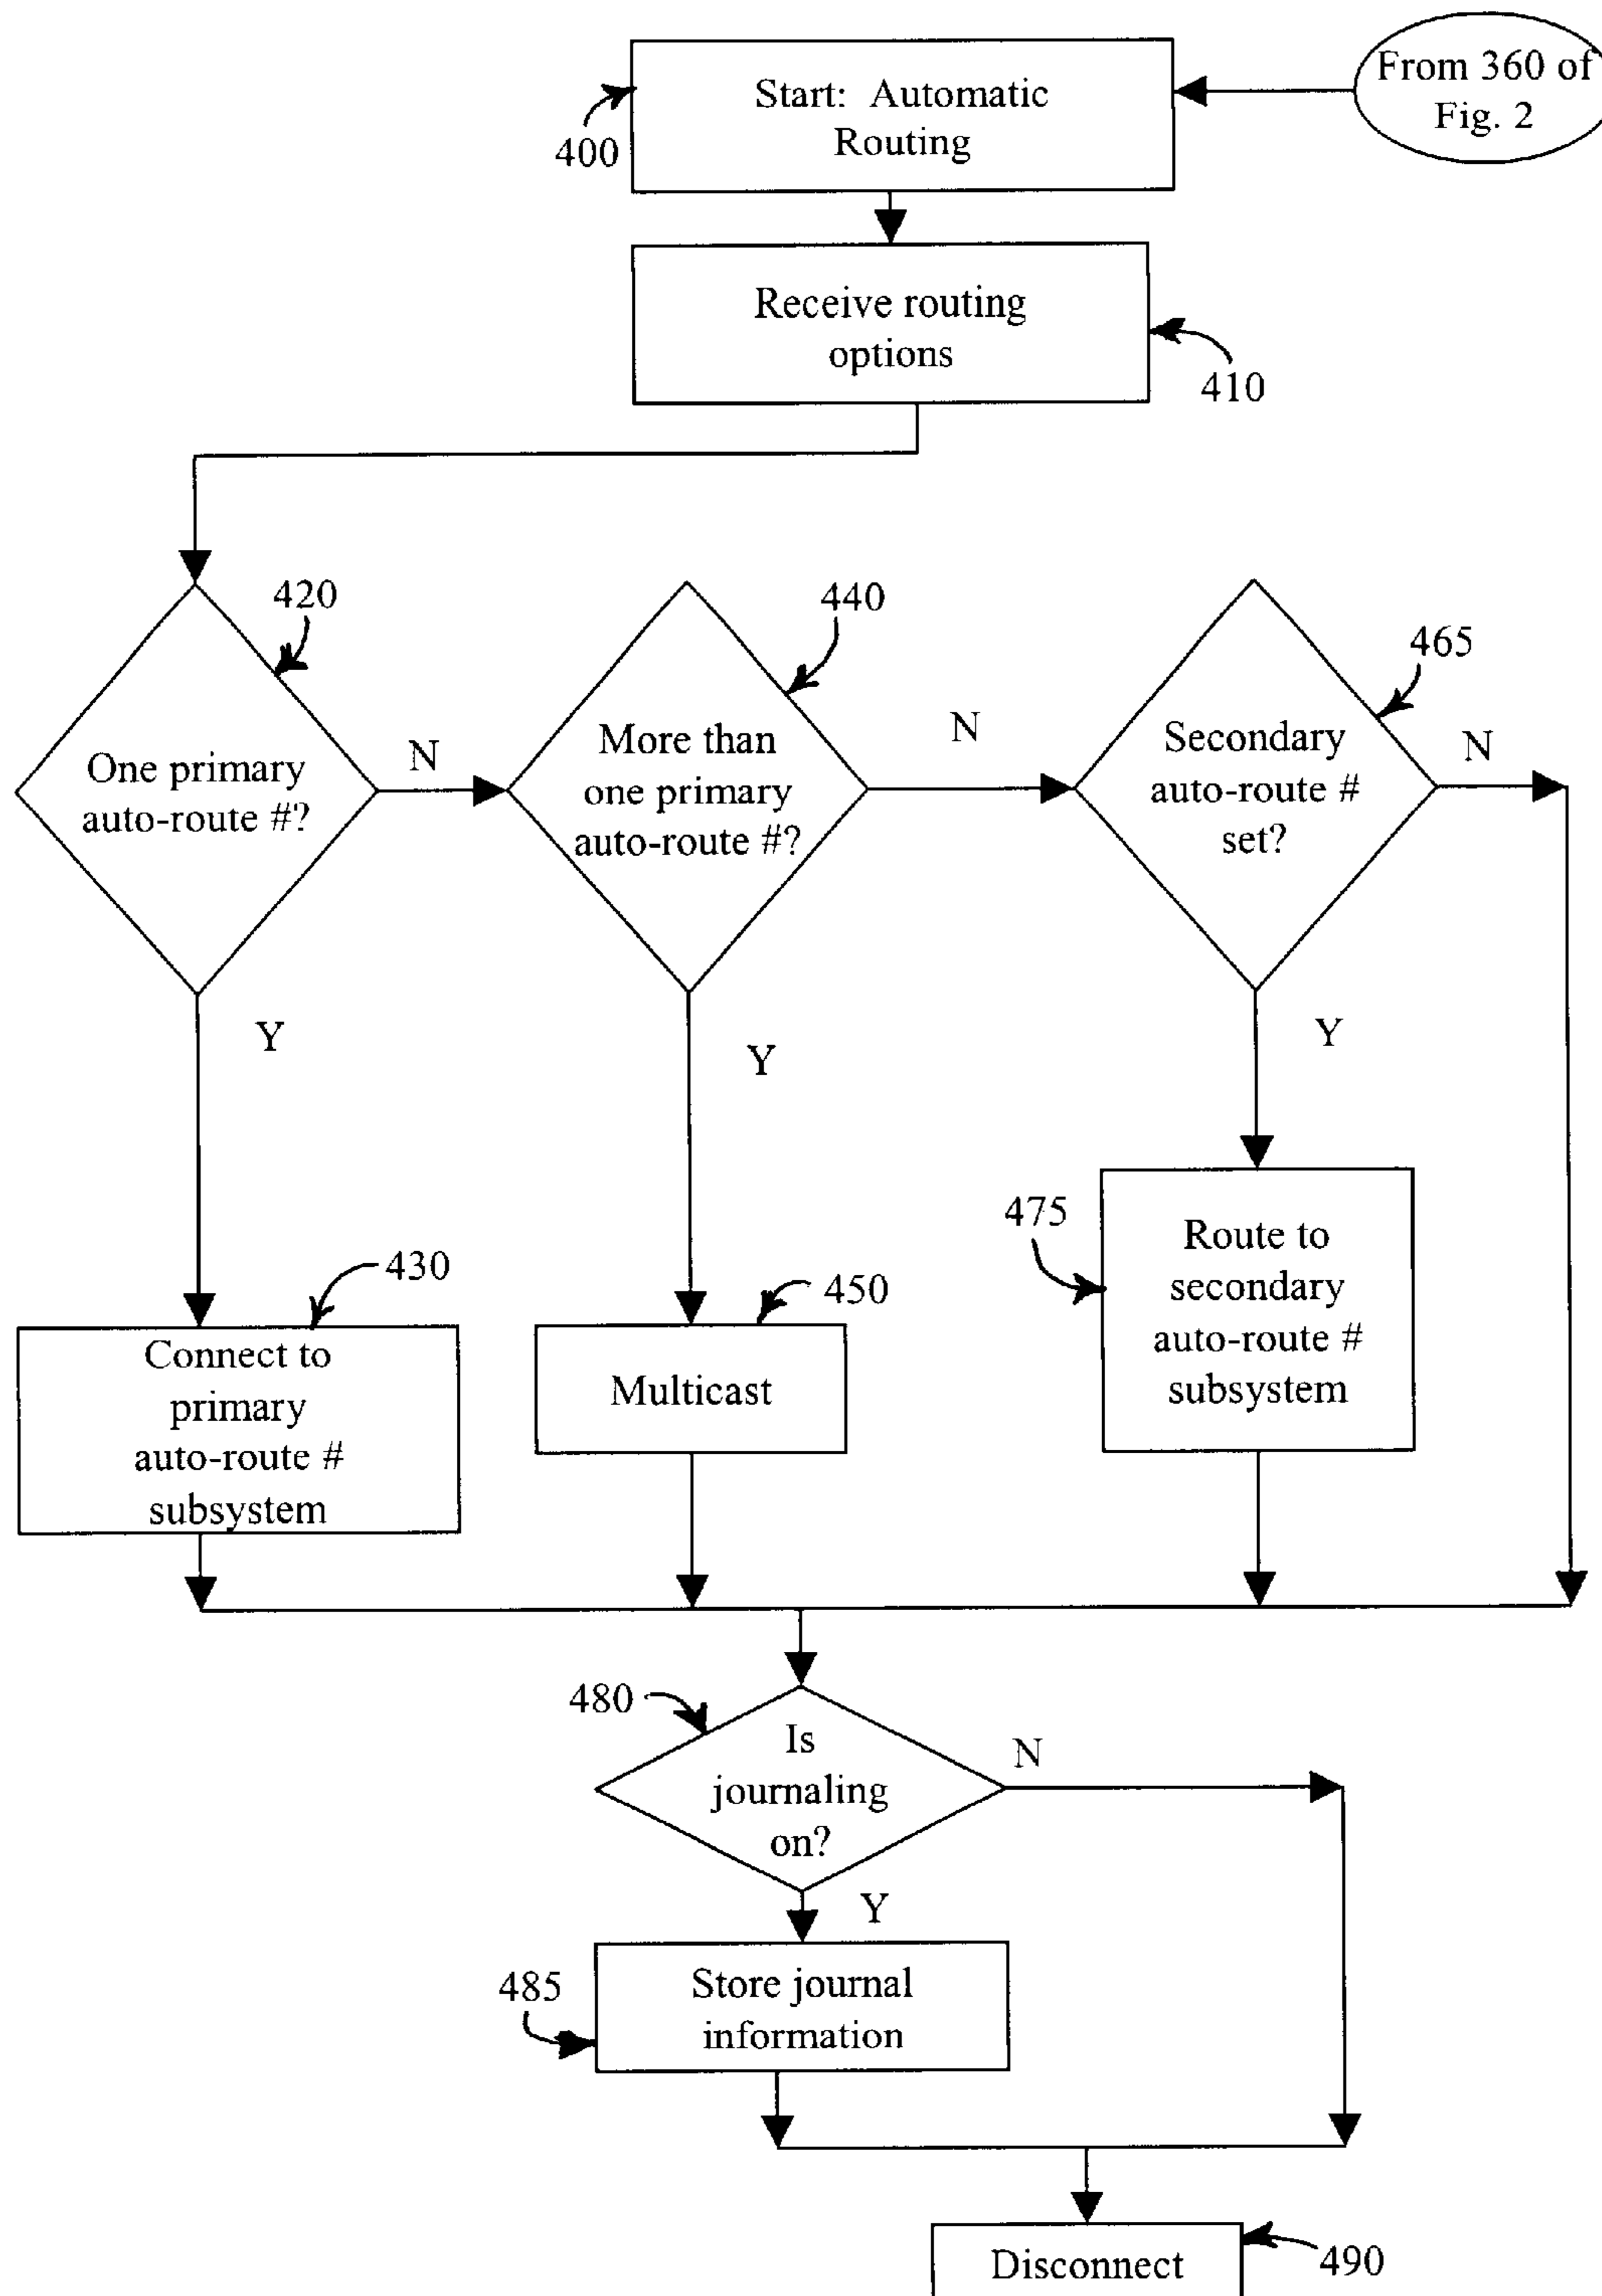 From 360 of
Fig. 2
Start: Automatic
Routing
400
Receive routing
options
410
420
440
465
One primary
auto-route #?
N
More than
one primary
auto-route #?
N
Secondary
auto-route #
set?
N
Y
Y
Y
430
450
475
Connect to
primary
auto-route #
subsystem
Multicast
Route to
secondary
auto-route #
subsystem
480
Is
journaling
on?
N
Y
485
Store journal
information
Disconnect
490